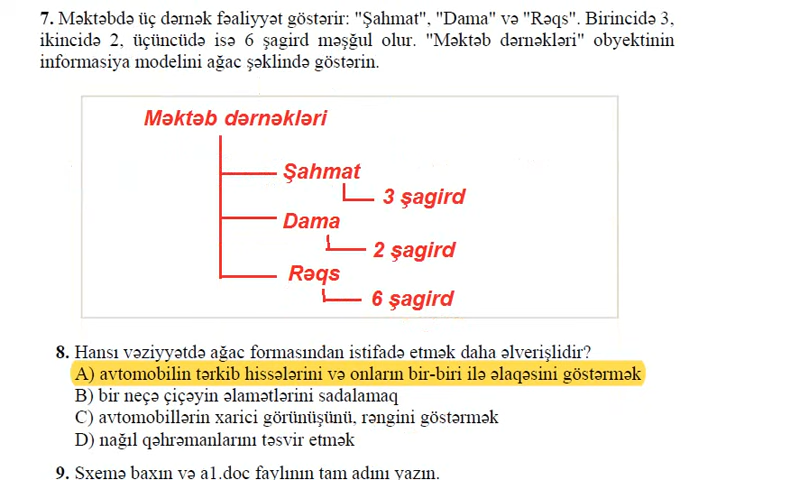 7. Məktəbdə üç dərnək fəaliyyət göstərir: "Şahmat", "Dama" və "Rəqs". Birincidə 3,
ikincidə 2, üçüncüdə isə 6 şagird məşğul olur. "Məktəb dərnəkləri" obyektinin
informasiya modelini ağac şəklində göstərin.
Məktəb dərnəkləri
Şahmat
3 şagird
Dama
2 şagird
Rəqs
6 şagird
8. Hansı vəziyyətdə ağac formasından istifadə etmək daha əlverişlidir?
A) avtomobilin tərkib hissələrini və onların bir-biri ilə əlaqəsini göstərmək
B) bir neçə çiçəyin əlamətlərini sadalamaq
C) avtomobillərin xarici görünüşünü, rəngini göstərmək
D) nağıl qəhrəmanlarını təsvir etmək
9. Sxemə baxın və a1.doc faylının tam adını yazın.